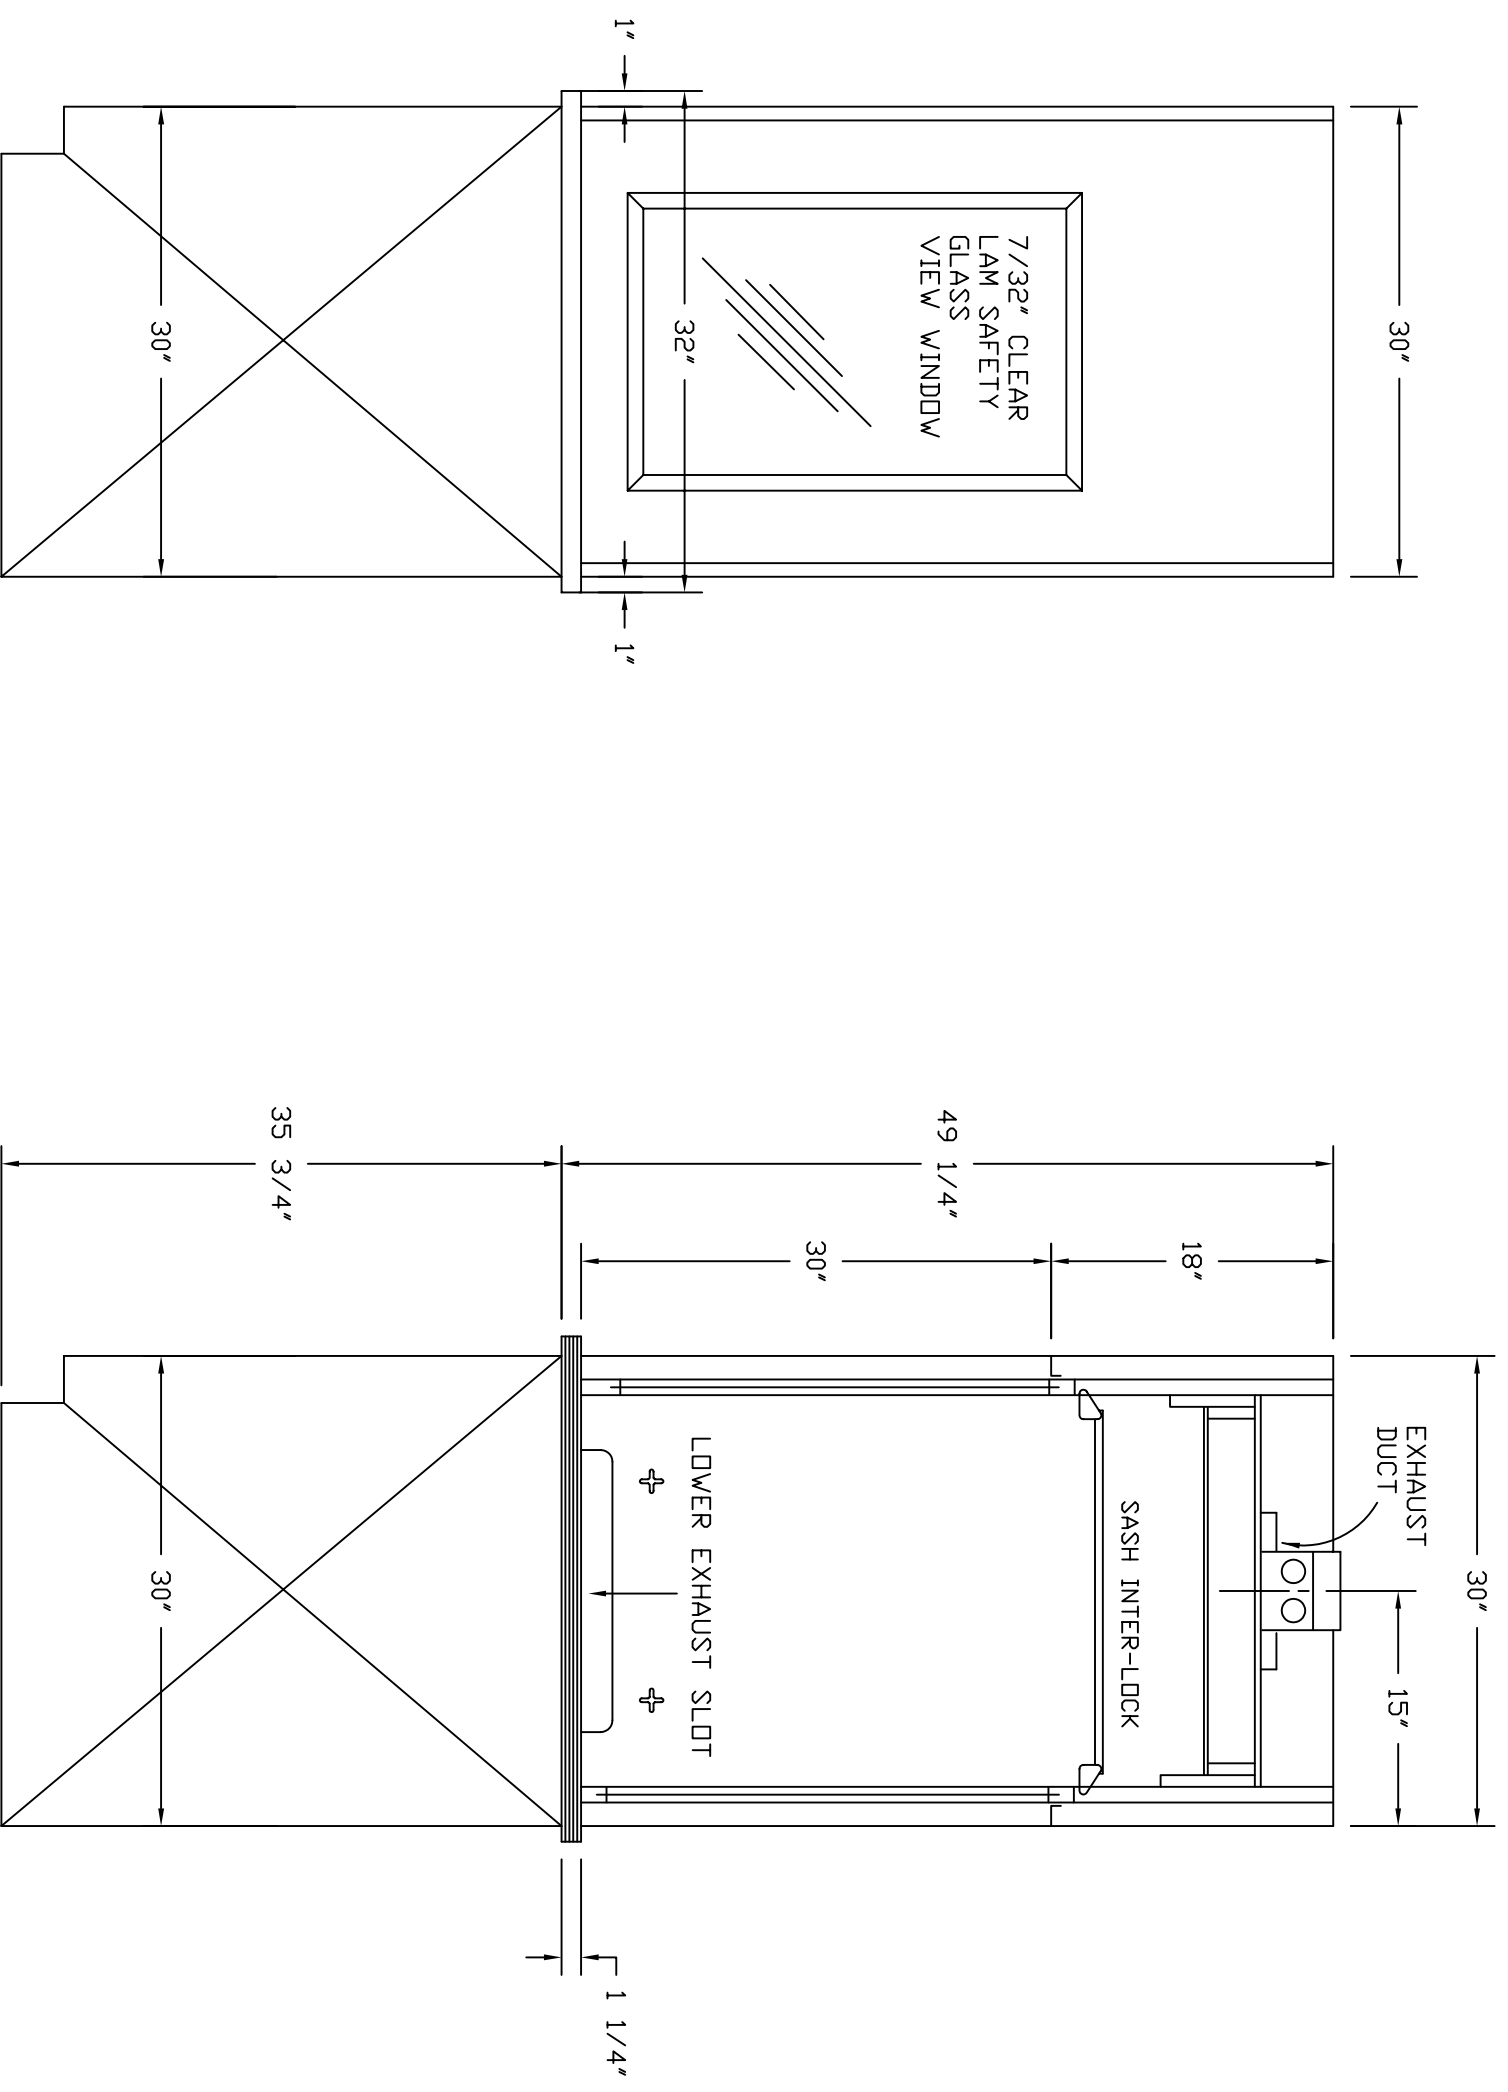 30"
7/32" CLEAR
LAM SAFETY
GLASS
VIEW WINDOW
32"
1"
1"
30"
30"
EXHAUST
DUCT
15"
18"
SASH INTER-LOCK
49 1/4"
30"
LOWER EXHAUST SLOT
1 1/4"
35 3/4"
30"